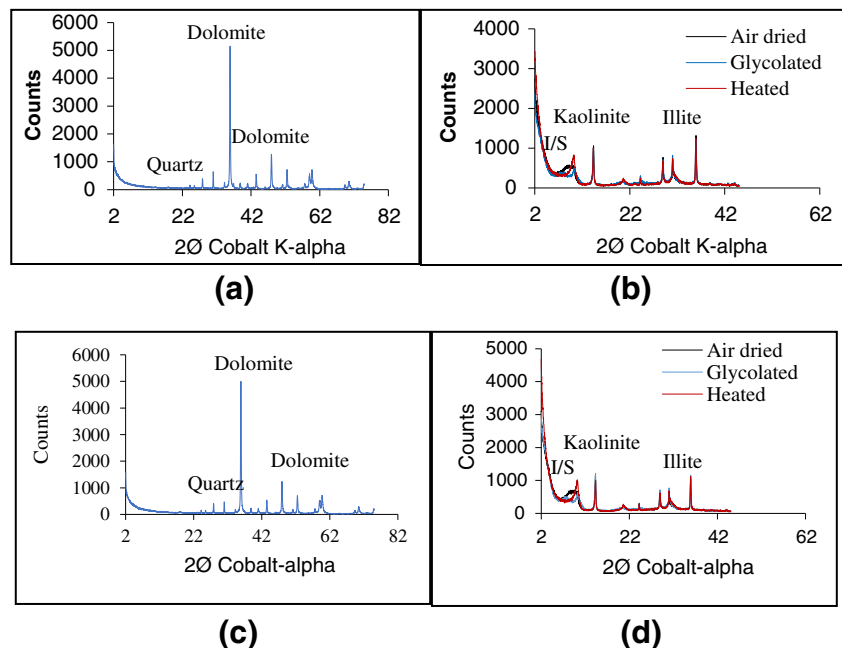 6000
5000
4000
3000
2000
1000
0
Counts
Dolomite
Dolomite
Quartz
2 22 42 62 82
2Ø Cobalt K-alpha
(a)
4000
3000
2000
1000
0
Counts
Air dried
Glycolated
Heated
Kaolinite
Illite
I/S
2 22 42 62
2Ø Cobalt K-alpha
(b)
6000
5000
4000
3000
2000
1000
0
Counts
Dolomite
Quartz
Dolomite
2 22 42 62 82
2Ø Cobalt-alpha
(c)
5000
4000
3000
2000
1000
0
Counts
Air dried
Glycolated
Heated
Kaolinite
Illite
I/S
2 22 42 62
2Ø Cobalt-alpha
(d)